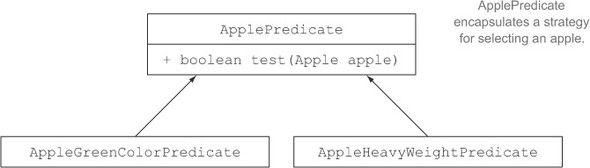 ApplePredicate
+ boolean test(Apple apple)
ApplePredicate
encapsulates a strategy
for selecting an apple.
AppleGreenColorPredicate
AppleHeavyWeightPredicate